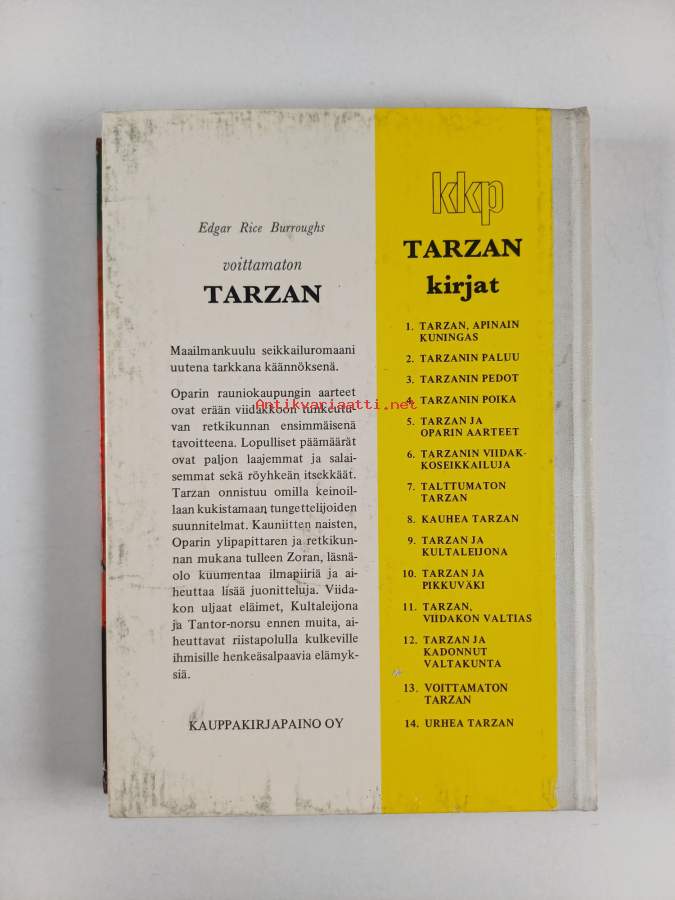 Edgar Rice Burroughs
voittamaton
TARZAN
Maailmankuulu seikkailuromaani
uutena tarkkana käännöksenä.
Oparin rauniokaupungin aarteet
ovat erään viidakkoon tunkeutu-
van retkikunnan ensimmäisenä
tavoitteena. Lopulliset päämäärät
ovat paljon laajemmat ja salai-
semmat sekä röyhkeän itsekkäät.
Tarzan onnistuu omilla keinoil-
laan kukistamaan tungettelijoiden
suunnitelmat. Kauniitten naisten,
Oparin ylipapittaren ja retkikun-
nan mukana tulleen Zoran, läsnä-
olo kuumentaa ilmapiiriä ja ai-
heuttaa lisää juonitteluja. Viida-
kon uljaat eläimet, Kultaleijona
ja Tantor-norsu ennen muita, ai-
heuttavat riistapolulla kulkeville
ihmisille henkeäsalpaavia elämyk-
siä.
KAUPPAKIRJAPAINO OY
kkp
TARZAN
kirjat
1. TARZAN, APINAIN
KUNINGAS
2. TARZANIN PALUU
3. TARZANIN PEDOT
4. TARZANIN POIKA
5. TARZAN JA
OPARIN AARTEET
6. TARZANIN VIIDAK-
KOSEIKKAILUJA
7. TALTTUMATON
TARZAN
8. KAUHEA TARZAN
9. TARZAN JA
KULTALEIJONA
10. TARZAN JA
PIKKUVÄKI
11. TARZAN,
VIIDAKON VALTIAS
12. TARZAN JA
KADONNUT
VALTAKUNTA
13. VOITTAMATON
TARZAN
14. URHEA TARZAN
Antikvariaatti.net